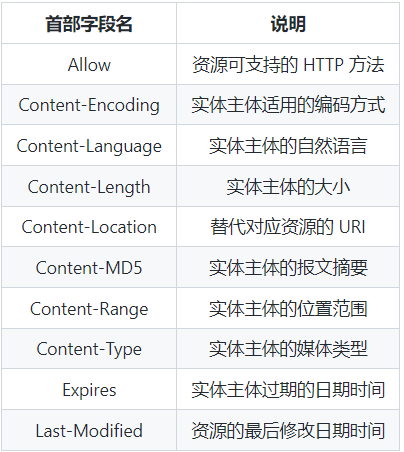 首部字段名 说明
Allow 资源可支持的 HTTP 方法
Content-Encoding 实体主体适用的编码方式
Content-Language 实体主体的自然语言
Content-Length 实体主体的大小
Content-Location 替代对应资源的 URI
Content-MD5 实体主体的报文摘要
Content-Range 实体主体的位置范围
Content-Type 实体主体的媒体类型
Expires 实体主体过期的日期时间
Last-Modified 资源的最后修改日期时间